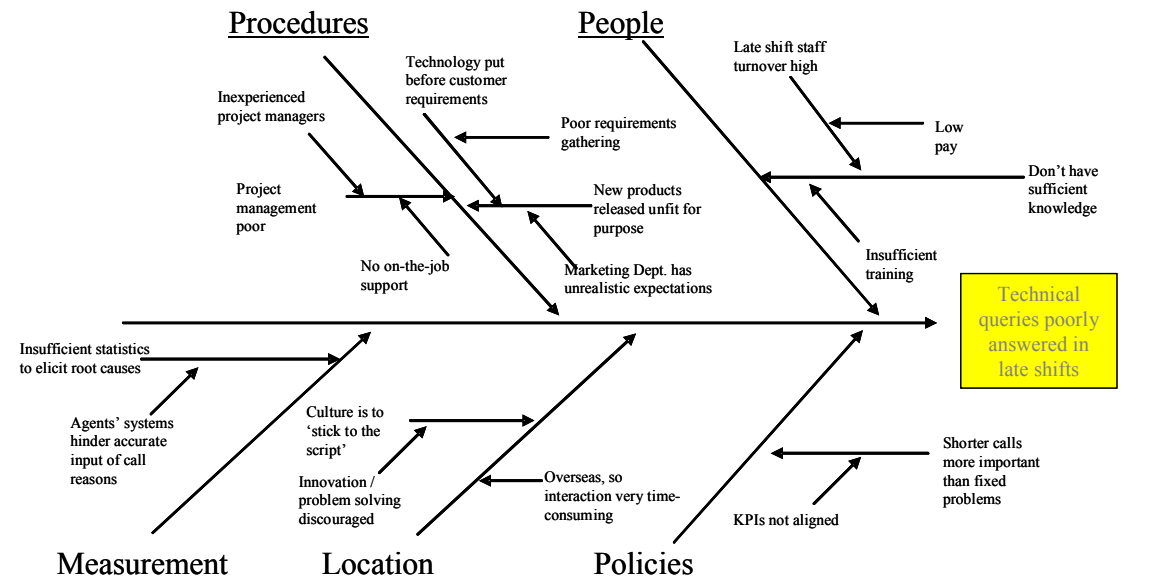 Procedures
People
Late shift staff
turnover high
Technology put
before customer
requirements
Inexperienced
project managers
Poor requirements
gathering
Low
pay
Don’t have
sufficient
knowledge
Project
management
poor
New products
released unfit for
purpose
Insufficient
training
No on-the-job
support
Marketing Dept. has
unrealistic expectations
Technical
queries poorly
answered in
late shifts
Insufficient statistics
to elicit root causes
Agents’ systems
hinder accurate
input of call
reasons
Culture is to
‘stick to the
script’
Innovation /
problem solving
discouraged
Overseas, so
interaction very time-
consuming
Shorter calls
more important
than fixed
problems
KPIs not aligned
Measurement
Location
Policies